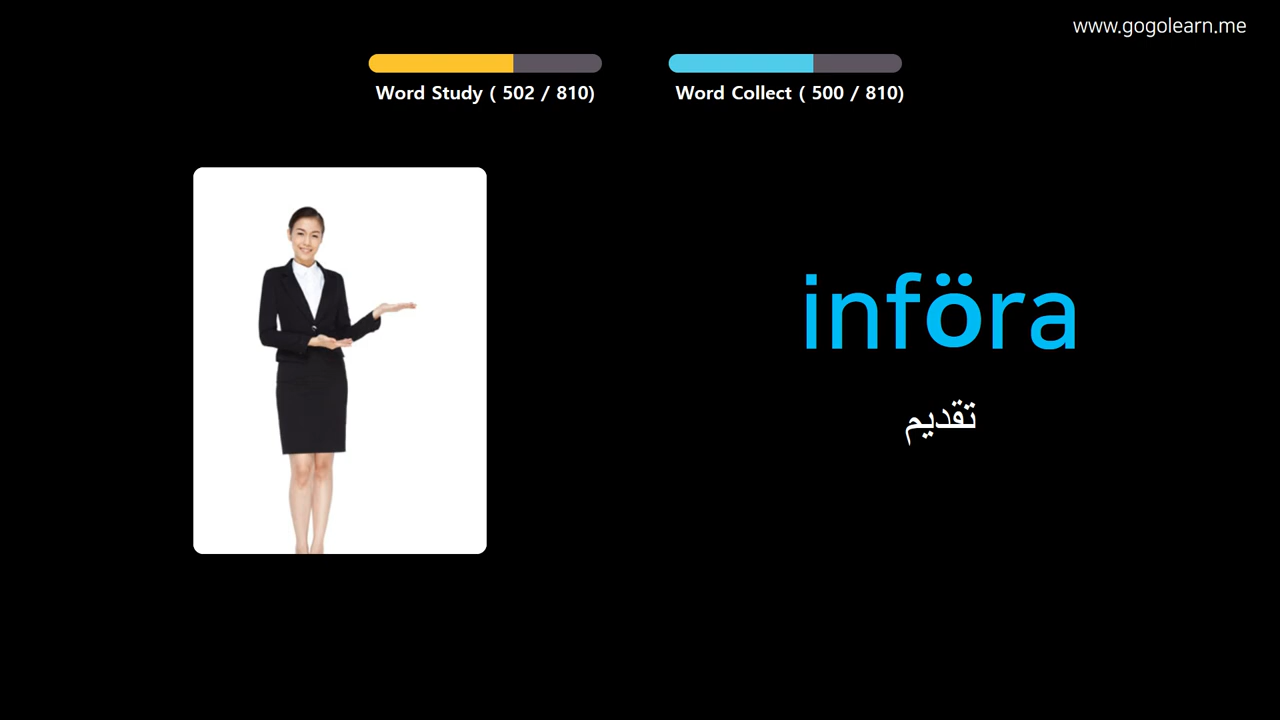 www.gogolearn.me
Word Study ( 502 / 810)
Word Collect ( 500 / 810)
införa
تقديم